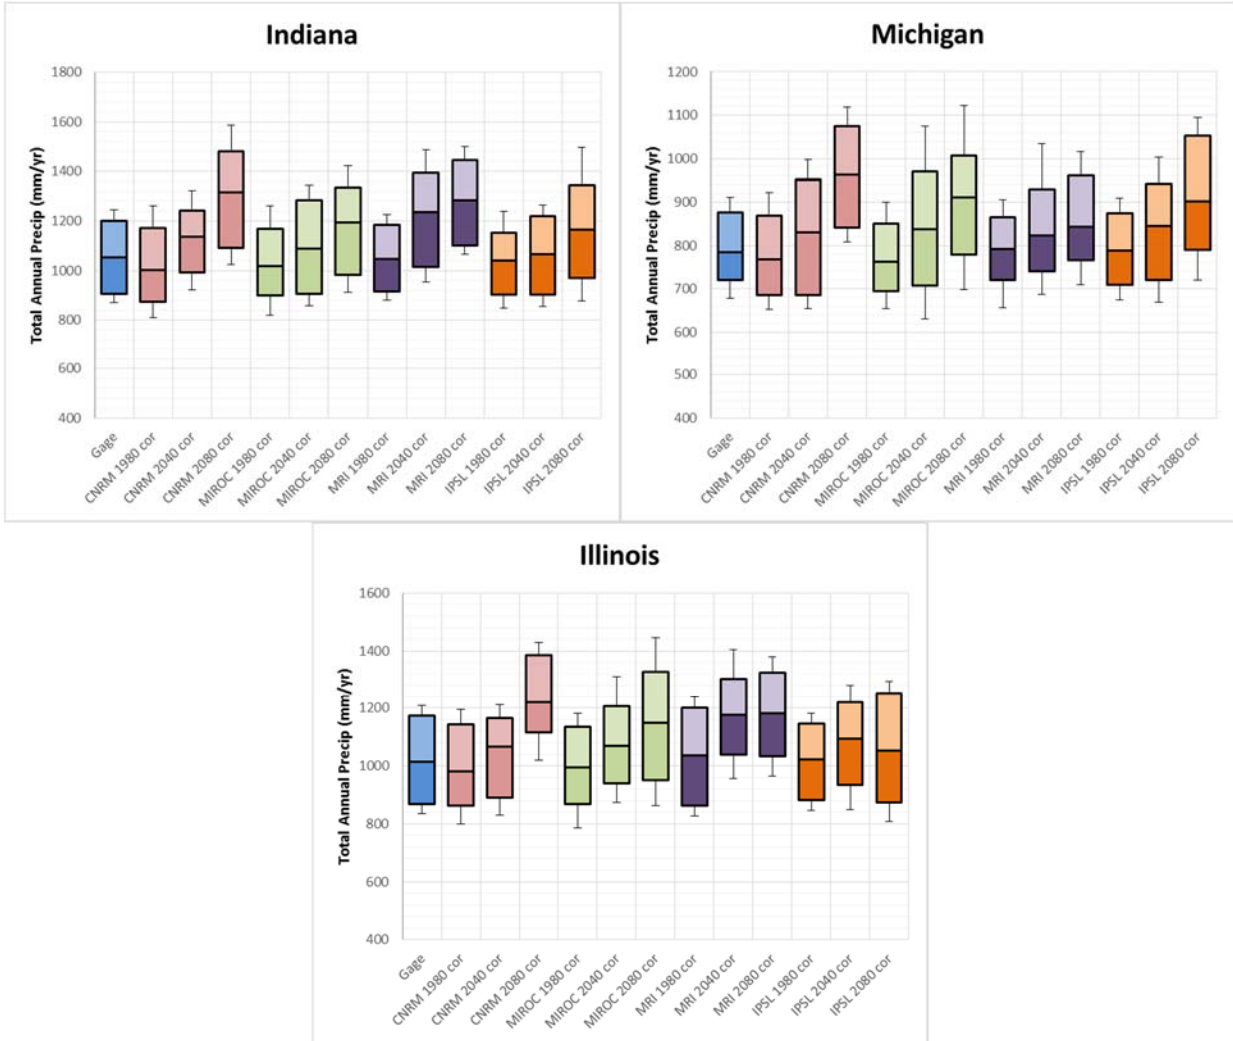 Indiana
Total Annual Precip (mm/yr)
1800
1600
1400
1200
1000
800
600
400
Gage
CNRM 1980 cor
CNRM 2040 cor
CNRM 2080 cor
MIROC 1980 cor
MIROC 2040 cor
MIROC 2080 cor
MRI 1980 cor
MRI 2040 cor
MRI 2080 cor
IPSL 1980 cor
IPSL 2040 cor
IPSL 2080 cor
Michigan
Total Annual Precip (mm/yr)
1200
1100
1000
900
800
700
600
500
400
Gage
CNRM 1980 cor
CNRM 2040 cor
CNRM 2080 cor
MIROC 1980 cor
MIROC 2040 cor
MIROC 2080 cor
MRI 1980 cor
MRI 2040 cor
MRI 2080 cor
IPSL 1980 cor
IPSL 2040 cor
IPSL 2080 cor
Illinois
Total Annual Precip (mm/yr)
1600
1400
1200
1000
800
600
400
Gage
CNRM 1980 cor
CNRM 2040 cor
CNRM 2080 cor
MIROC 1980 cor
MIROC 2040 cor
MIROC 2080 cor
MRI 1980 cor
MRI 2040 cor
MRI 2080 cor
IPSL 1980 cor
IPSL 2040 cor
IPSL 2080 cor